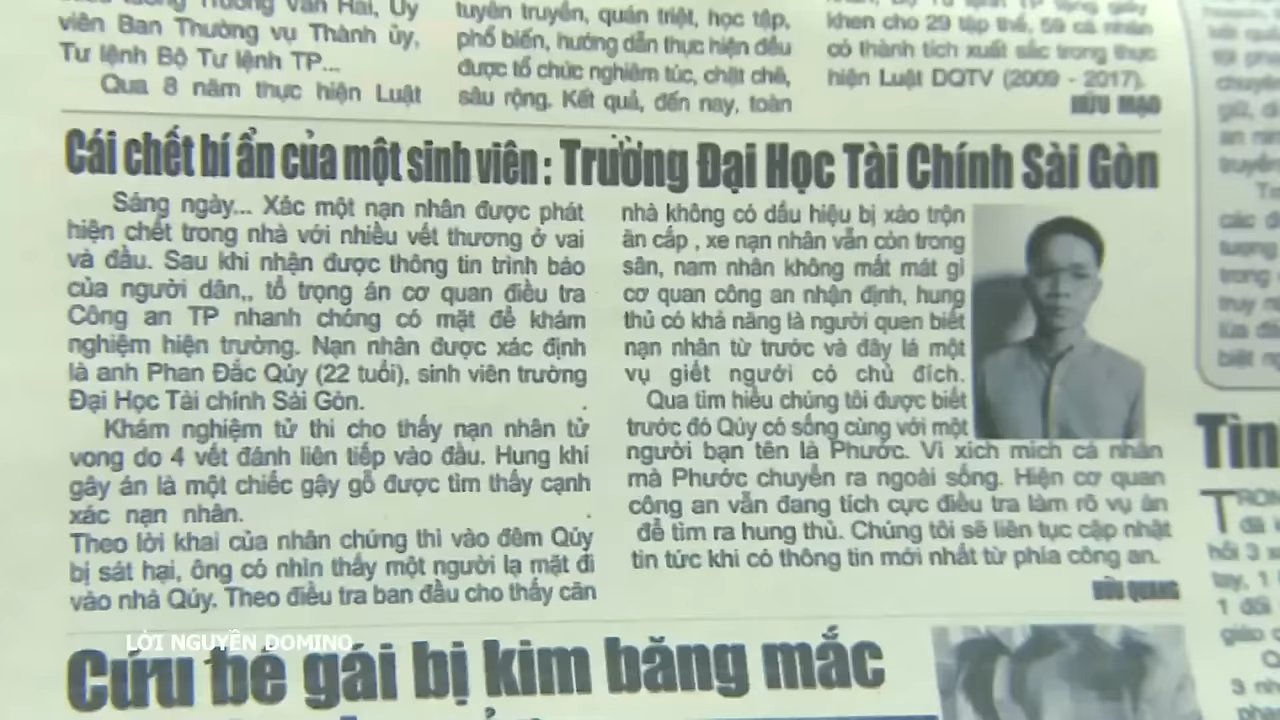 viên Ban Thường vụ Thành ủy,
Tư lệnh Bộ Tư lệnh TP...
Qua 8 năm thực hiện Luật
tuyên truyền, quán triệt, học tập,
phổ biến, hướng dẫn thực hiện đều
được tổ chức nghiêm túc, chặt chẽ,
sâu rộng. Kết quả, đến nay, toàn
khen cho 29 tập thể, 59 cá nhân
có thành tích xuất sắc trong thực
hiện Luật DQTV (2009 - 2017).
HỮU MẠO
Cái chết bí ẩn của một sinh viên : Trường Đại Học Tài Chính Sài Gòn
Sáng ngày... Xác một nạn nhân được phát
hiện chết trong nhà với nhiều vết thương ở vai
và đầu. Sau khi nhận được thông tin trình báo
của người dân,, tổ trọng án cơ quan điều tra
Công an TP nhanh chóng có mặt để khám
nghiệm hiện trường. Nạn nhân được xác định
là anh Phan Đắc Qúy (22 tuổi), sinh viên trường
Đại Học Tài chính Sài Gòn.
Khám nghiệm tử thi cho thấy nạn nhân tử
vong do 4 vết đánh liên tiếp vào đầu. Hung khí
gây án là một chiếc gậy gỗ được tìm thấy cạnh
xác nạn nhân.
Theo lời khai của nhân chứng thì vào đêm Qúy
bị sát hại, ông có nhìn thấy một người lạ mặt đi
vào nhà Qúy. Theo điều tra ban đầu cho thấy căn
nhà không có dấu hiệu bị xáo trộn
ăn cắp , xe nạn nhân vẫn còn trong
sân, nam nhân không mất mát gì
cơ quan công an nhận định, hung
thủ có khả năng là người quen biết
nạn nhân từ trước và đây là một
vụ giết người có chủ đích.
Qua tìm hiểu chúng tôi được biết
trước đó Qúy có sống cùng với một
người bạn tên là Phước. Vì xích mích cá nhân
mà Phước chuyển ra ngoài sống. Hiện cơ quan
công an vẫn đang tích cực điều tra làm rõ vụ án
để tìm ra hung thủ. Chúng tôi sẽ liên tục cập nhật
tin tức khi có thông tin mới nhất từ phía công an.
HỮU QUANG
LỜI NGUYỀN DOMINO
Cứu bé gái bị kim băng mắc
Tìn